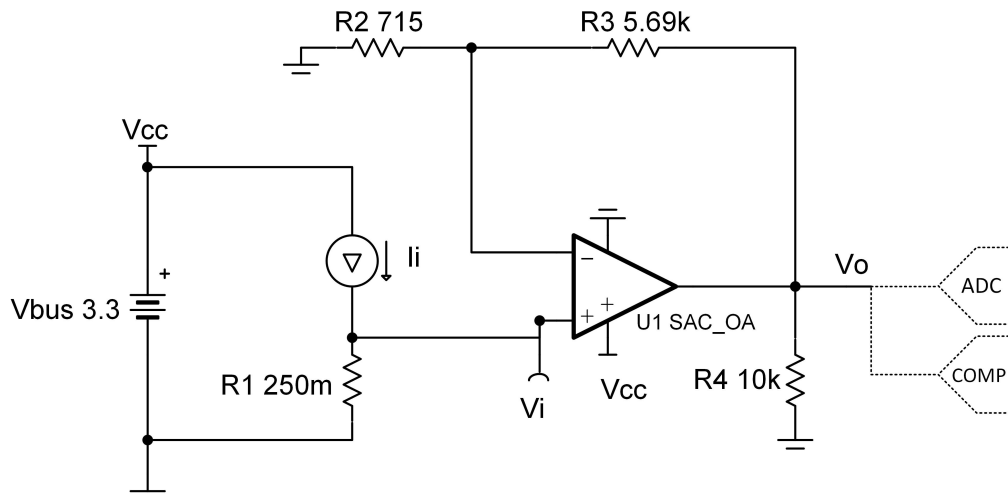 R2 715
R3 5.69k
Vcc
Ii
+
Vbus 3.3
R1 250m
Vi
−
+
+
U1 SAC_OA
Vcc
Vo
R4 10k
ADC
COMP